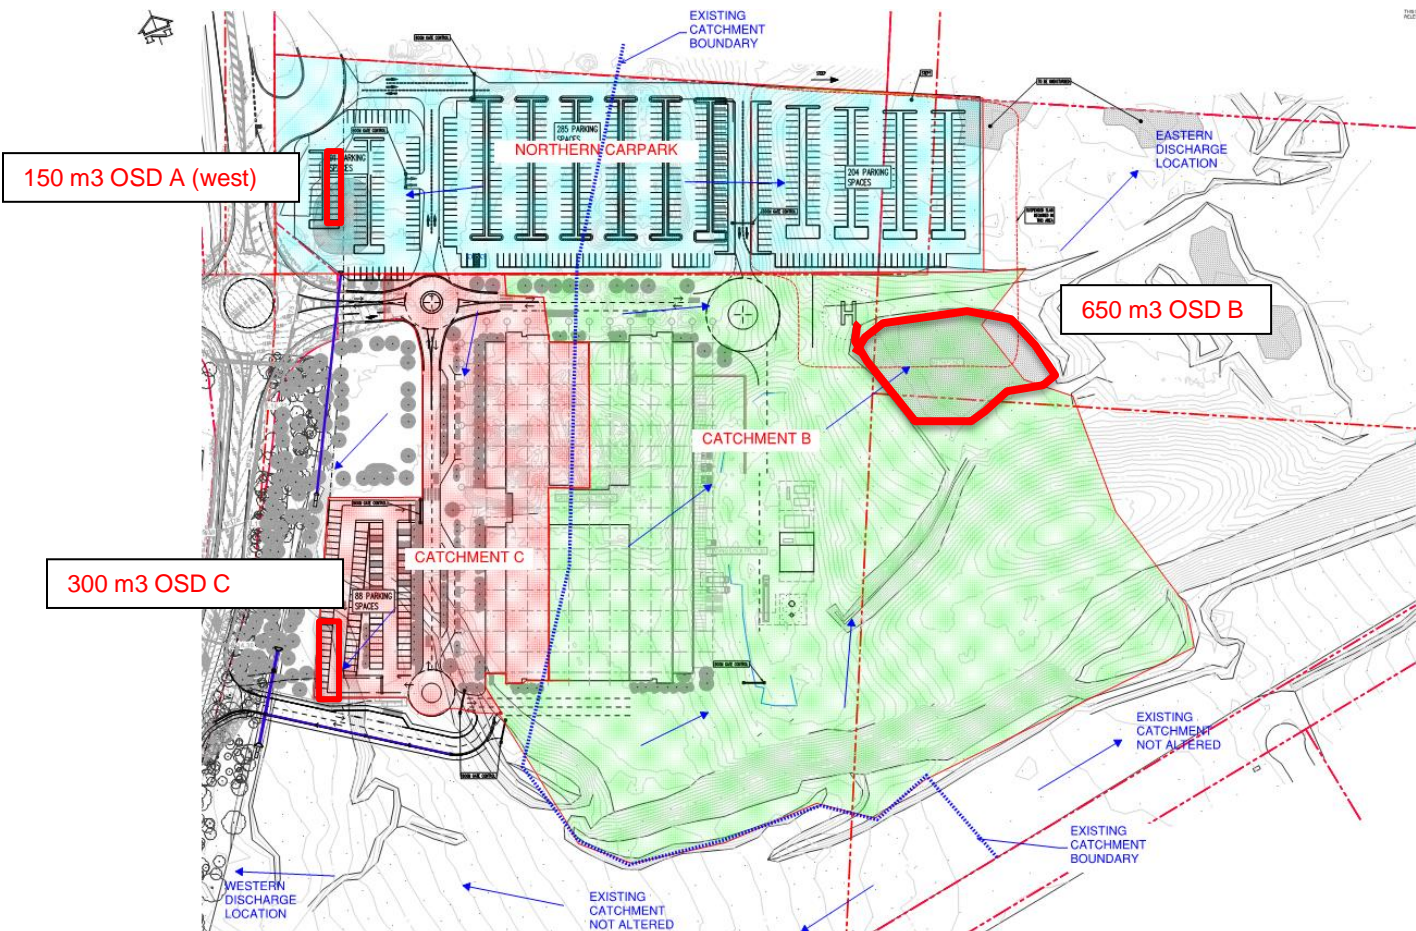 EXISTING
CATCHMENT
BOUNDARY
150 m3 OSD A (west)
PARKING
SPACES
285 PARKING
SPACES
NORTHERN CARPARK
204 PARKING
SPACES
EASTERN
DISCHARGE
LOCATION
650 m3 OSD B
H
CATCHMENT B
CATCHMENT C
300 m3 OSD C
88 PARKING
SPACES
EXISTING
CATCHMENT
NOT ALTERED
EXISTING
CATCHMENT
BOUNDARY
WESTERN
DISCHARGE
LOCATION
EXISTING
CATCHMENT
NOT ALTERED